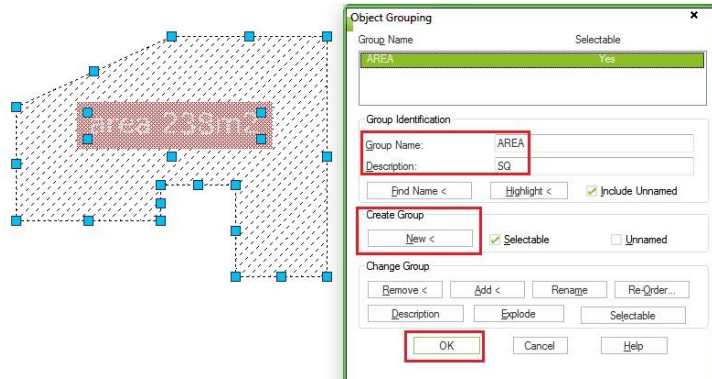 area 238m2
Object Grouping
Group Name Selectable
AREA Yes
Group Identification
Group Name: AREA
Description: SQ
Find Name < Highlight < Include Unnamed
Create Group
New < Selectable Unnamed
Change Group
Remove < Add < Rename Re-Order...
Description Explode Selectable
OK Cancel Help